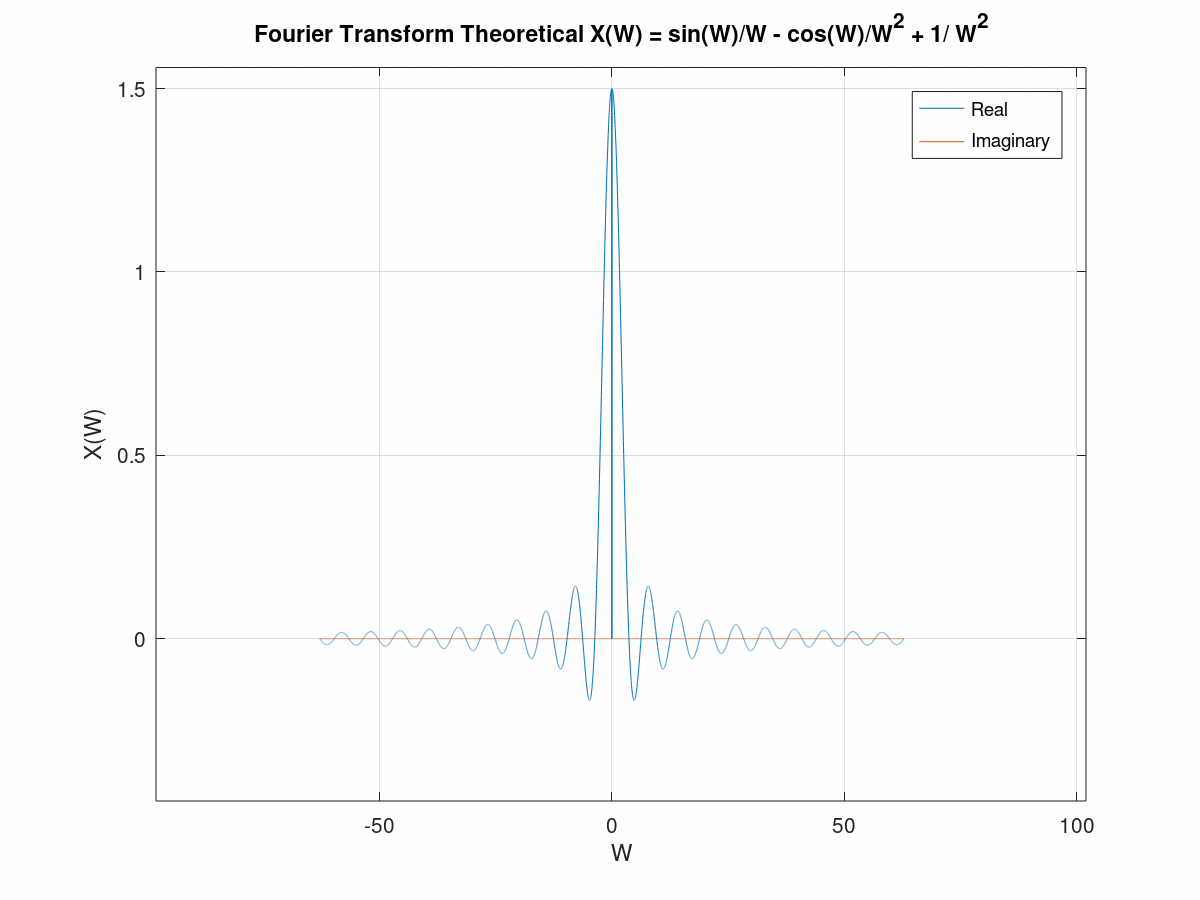 Fourier Transform Theoretical X(W) = sin(W)/W - cos(W)/W² + 1/ W²
1.5
Real
Imaginary
1
X(W)
0.5
0
-50
0
50
100
W